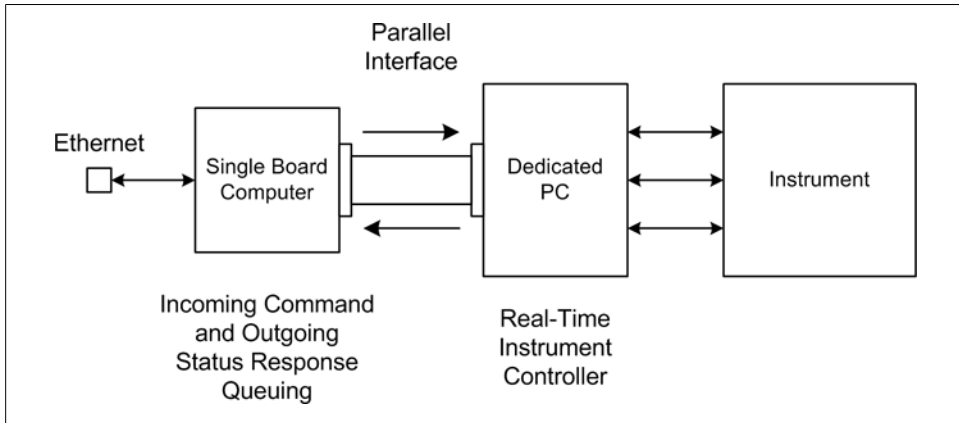 Parallel
Interface
Ethernet
Single Board
Computer
Dedicated
PC
Instrument
Incoming Command
and Outgoing
Status Response
Queuing
Real-Time
Instrument
Controller